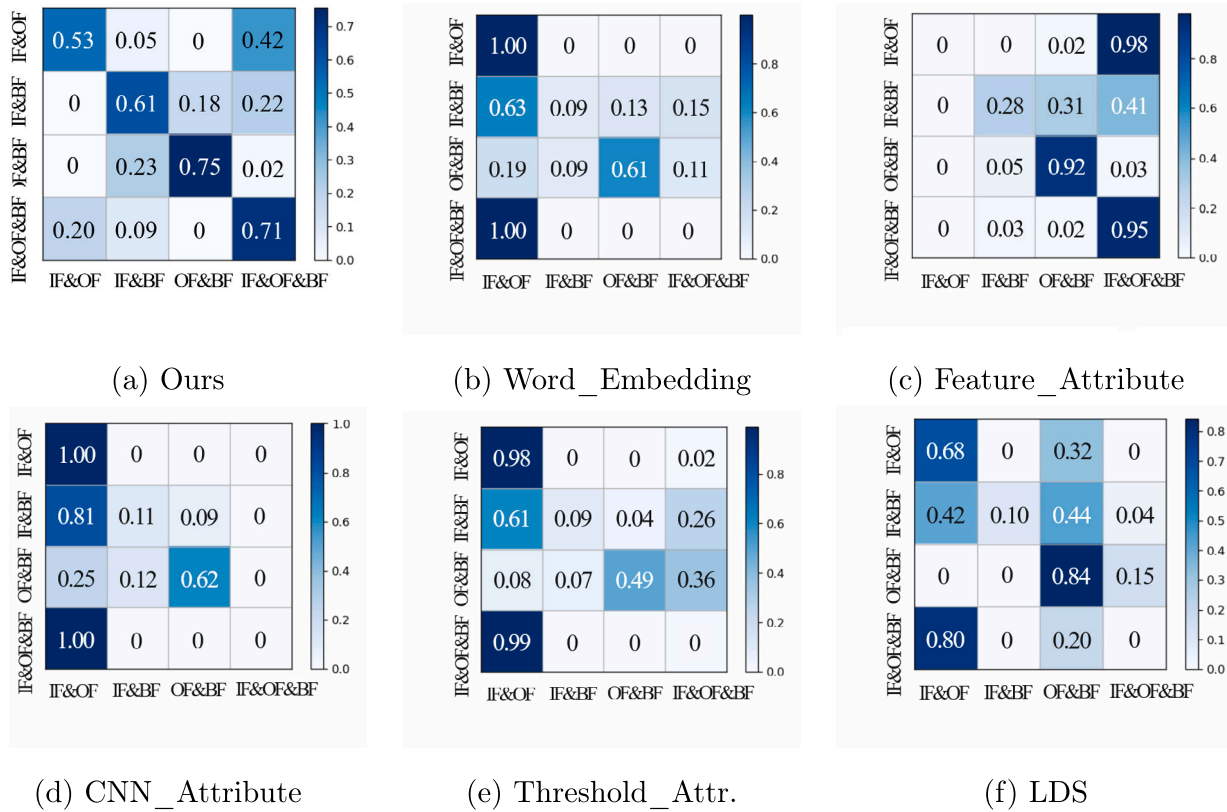 IF&OF 0.53 0.05 0 0.42
IF&BF 0 0.61 0.18 0.22
)F&BF 0 0.23 0.75 0.02
IF&OF&BF 0.20 0.09 0 0.71
IF&OF IF&BF OF&BF IF&OF&BF
0.7
0.6
0.5
0.4
0.3
0.2
0.1
0.0
(a) Ours
IF&OF 1.00 0 0 0
IF&BF 0.63 0.09 0.13 0.15
OF&BF 0.19 0.09 0.61 0.11
IF&OF&BF 1.00 0 0 0
IF&OF IF&BF OF&BF IF&OF&BF
0.8
0.6
0.4
0.2
0.0
(b) Word_Embedding
IF&OF 0 0 0.02 0.98
IF&BF 0 0.28 0.31 0.41
OF&BF 0 0.05 0.92 0.03
IF&OF&BF 0 0.03 0.02 0.95
IF&OF IF&BF OF&BF IF&OF&BF
0.8
0.6
0.4
0.2
0.0
(c) Feature_Attribute
IF&OF 1.00 0 0 0
IF&BF 0.81 0.11 0.09 0
OF&BF 0.25 0.12 0.62 0
IF&OF&BF 1.00 0 0 0
IF&OF IF&BF OF&BF IF&OF&BF
1.0
0.8
0.6
0.4
0.2
0.0
(d) CNN_Attribute
IF&OF 0.98 0 0 0.02
IF&BF 0.61 0.09 0.04 0.26
OF&BF 0.08 0.07 0.49 0.36
IF&OF&BF 0.99 0 0 0
IF&OF IF&BF OF&BF IF&OF&BF
0.8
0.6
0.4
0.2
0.0
(e) Threshold_Attr.
IF&OF 0.68 0 0.32 0
IF&BF 0.42 0.10 0.44 0.04
OF&BF 0 0 0.84 0.15
IF&OF&BF 0.80 0 0.20 0
IF&OF IF&BF OF&BF IF&OF&BF
0.8
0.7
0.6
0.5
0.4
0.3
0.2
0.1
0.0
(f) LDS